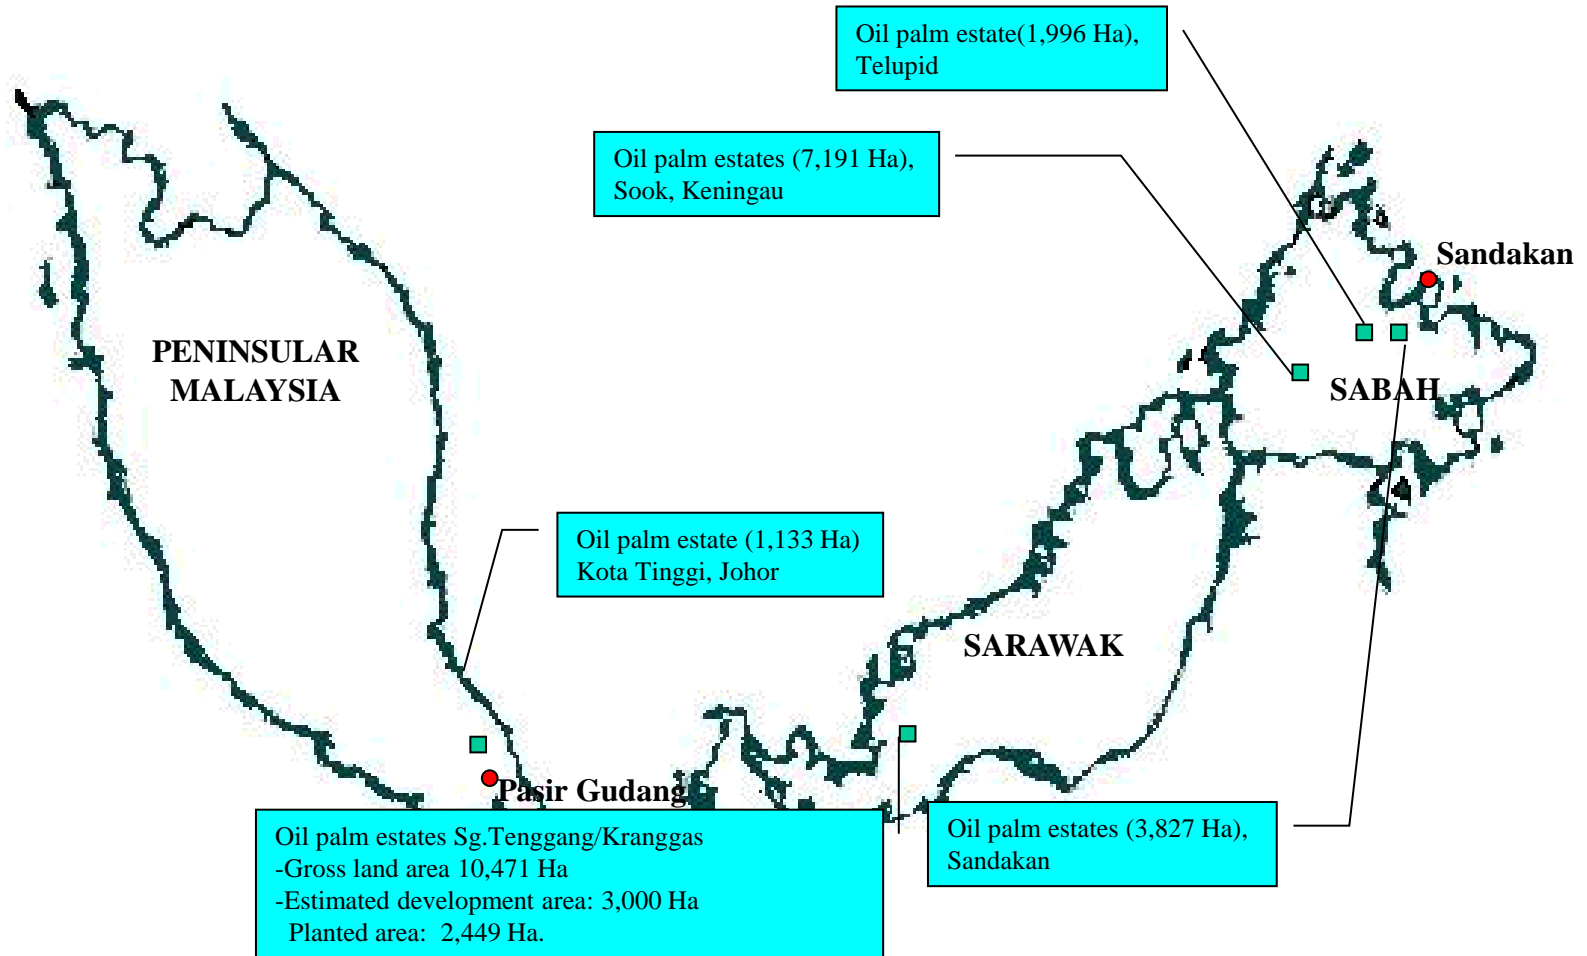 Oil palm estate(1,996 Ha),
Telupid
Oil palm estates (7,191 Ha),
Sook, Keningau
Sandakan
PENINSULAR
MALAYSIA
SABAH
Oil palm estate (1,133 Ha)
Kota Tinggi, Johor
SARAWAK
Pasir Gudang
Oil palm estates Sg.Tenggang/Kranggas
-Gross land area 10,471 Ha
-Estimated development area: 3,000 Ha
Planted area: 2,449 Ha.
Oil palm estates (3,827 Ha),
Sandakan